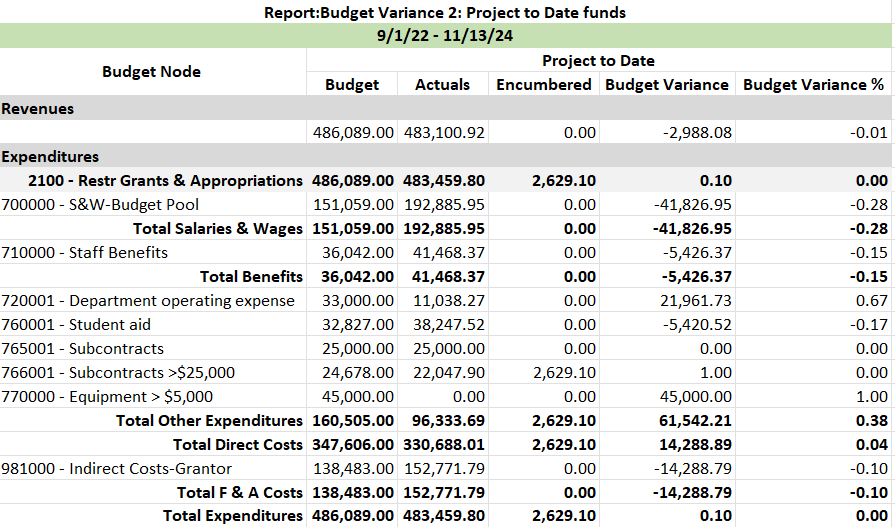 Report:Budget Variance 2: Project to Date funds
9/1/22 - 11/13/24
Budget Node Project to Date
Budget Actuals Encumbered Budget Variance Budget Variance %
Revenues
486,089.00 483,100.92 0.00 -2,988.08 -0.01
Expenditures
2100 - Restr Grants & Appropriations 486,089.00 483,459.80 2,629.10 0.10 0.00
700000 - S&W-Budget Pool 151,059.00 192,885.95 0.00 -41,826.95 -0.28
Total Salaries & Wages 151,059.00 192,885.95 0.00 -41,826.95 -0.28
710000 - Staff Benefits 36,042.00 41,468.37 0.00 -5,426.37 -0.15
Total Benefits 36,042.00 41,468.37 0.00 -5,426.37 -0.15
720001 - Department operating expense 33,000.00 11,038.27 0.00 21,961.73 0.67
760001 - Student aid 32,827.00 38,247.52 0.00 -5,420.52 -0.17
765001 - Subcontracts 25,000.00 25,000.00 0.00 0.00 0.00
766001 - Subcontracts >$25,000 24,678.00 22,047.90 2,629.10 1.00 0.00
770000 - Equipment > $5,000 45,000.00 0.00 0.00 45,000.00 1.00
Total Other Expenditures 160,505.00 96,333.69 2,629.10 61,542.21 0.38
Total Direct Costs 347,606.00 330,688.01 2,629.10 14,288.89 0.04
981000 - Indirect Costs-Grantor 138,483.00 152,771.79 0.00 -14,288.79 -0.10
Total F & A Costs 138,483.00 152,771.79 0.00 -14,288.79 -0.10
Total Expenditures 486,089.00 483,459.80 2,629.10 0.10 0.00